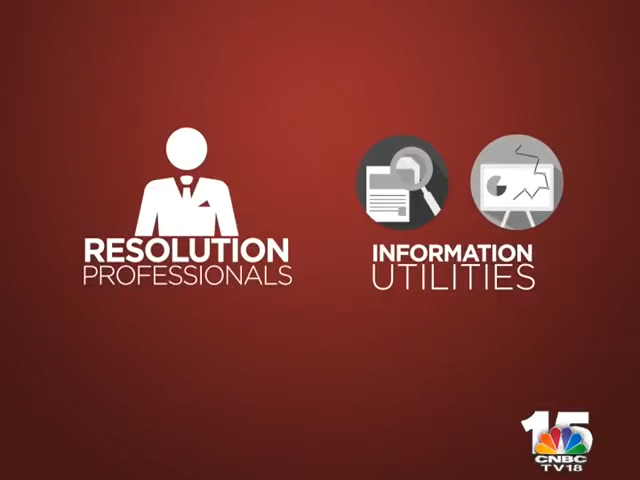 RESOLUTION
PROFESSIONALS
INFORMATION
UTILITIES
15
CNBC
TV18